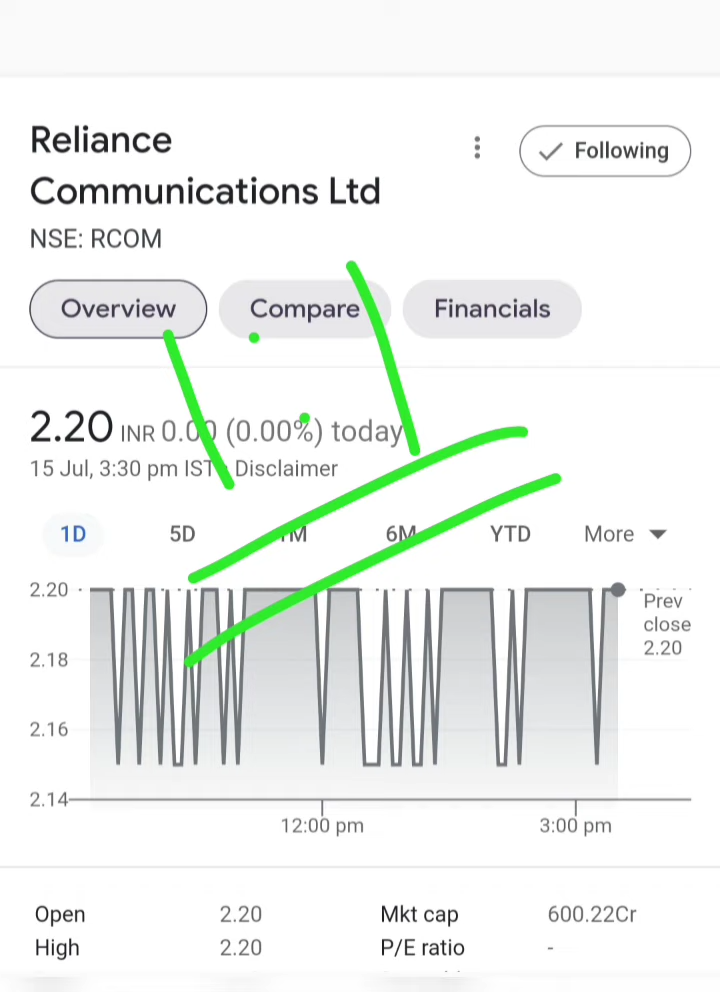 Reliance
Communications Ltd
Following
NSE: RCOM
Overview
Compare
Financials
2.20 INR 0.00 (0.00%) today
15 Jul, 3:30 pm IST · Disclaimer
1D 5D 1M 6M YTD More
2.20
Prev
close
2.20
2.18
2.16
2.14
12:00 pm 3:00 pm
Open 2.20 Mkt cap 600.22Cr
High 2.20 P/E ratio -